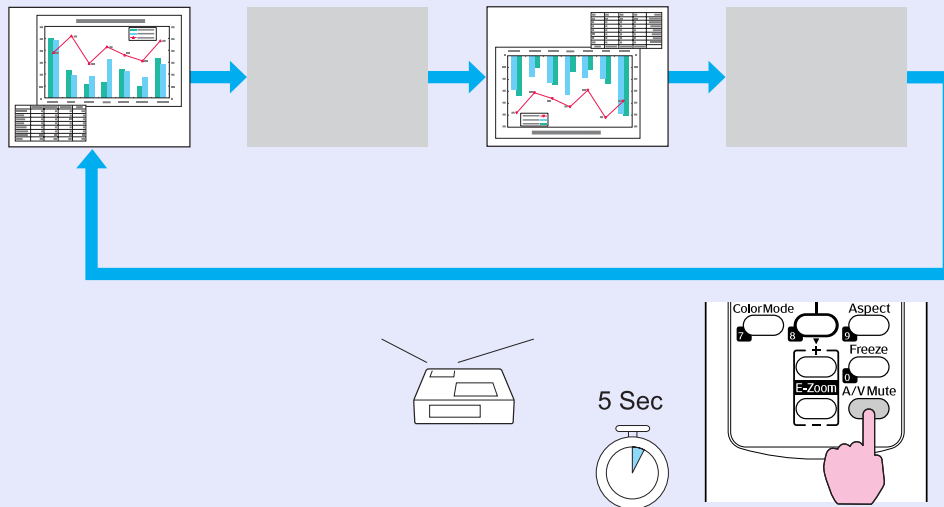 ColorMode
Aspect
7
8
9
+
Freeze
0
E-Zoom
A/V Mute
−
5 Sec